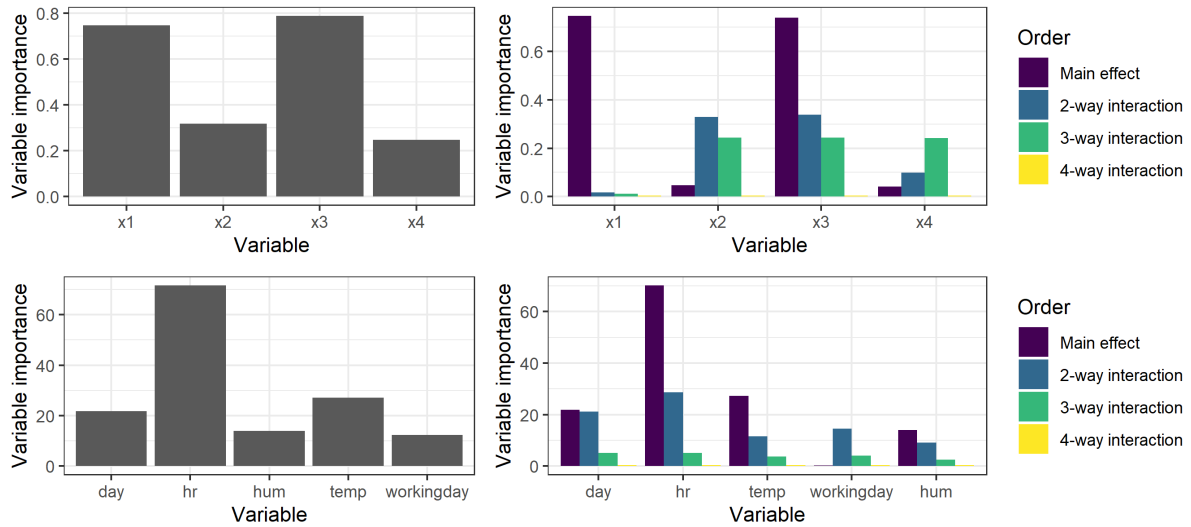 Variable importance
0.8
0.6
0.4
0.2
0.0
x1 x2 x3 x4
Variable
Variable importance
0.6
0.4
0.2
0.0
x1 x2 x3 x4
Variable
Order
Main effect
2-way interaction
3-way interaction
4-way interaction
Variable importance
60
40
20
0
day hr hum temp workingday
Variable
Variable importance
60
40
20
0
day hr temp workingday hum
Variable
Order
Main effect
2-way interaction
3-way interaction
4-way interaction